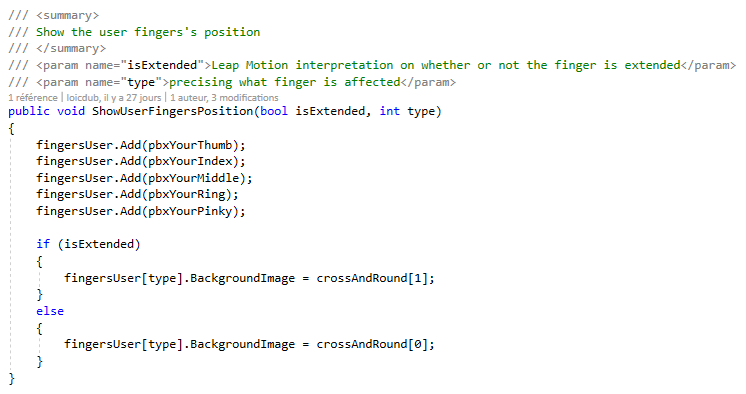 /// <summary>
/// Show the user fingers's position
/// </summary>
/// <param name="isExtended">Leap Motion interpretation on whether or not the finger is extended</param>
/// <param name="type">precising what finger is affected</param>
1 référence | loicdub, il y a 27 jours | 1 auteur, 3 modifications
public void ShowUserFingersPosition(bool isExtended, int type)
{
    fingersUser.Add(pbxYourThumb);
    fingersUser.Add(pbxYourIndex);
    fingersUser.Add(pbxYourMiddle);
    fingersUser.Add(pbxYourRing);
    fingersUser.Add(pbxYourPinky);

    if (isExtended)
    {
        fingersUser[type].BackgroundImage = crossAndRound[1];
    }
    else
    {
        fingersUser[type].BackgroundImage = crossAndRound[0];
    }
}